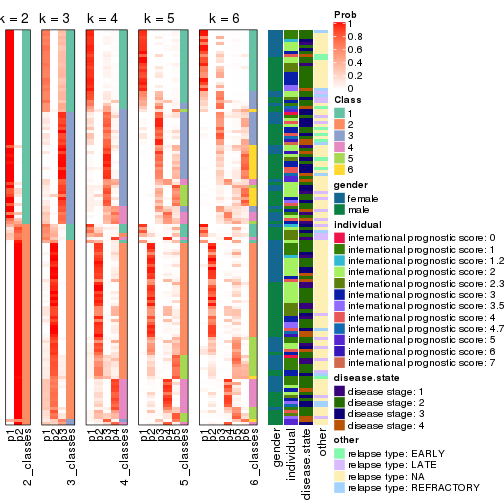 k = 2
k = 3
k = 4
k = 5
k = 6
p1
p2
2_classes
p1
p2
p3
3_classes
p1
p2
p3
p4
4_classes
p1
p2
p3
p4
p5
5_classes
p1
p2
p3
p4
p5
p6
6_classes
gender
individual
disease.state
other
Prob
1
0.8
0.6
0.4
0.2
0
Class
1
2
3
4
5
6
gender
female
male
individual
international prognostic score: 0
international prognostic score: 1
international prognostic score: 1.2
international prognostic score: 2
international prognostic score: 2.3
international prognostic score: 3
international prognostic score: 3.5
international prognostic score: 4
international prognostic score: 4.7
international prognostic score: 5
international prognostic score: 6
international prognostic score: 7
disease.state
disease stage: 1
disease stage: 2
disease stage: 3
disease stage: 4
other
relapse type: EARLY
relapse type: LATE
relapse type: NA
relapse type: REFRACTORY